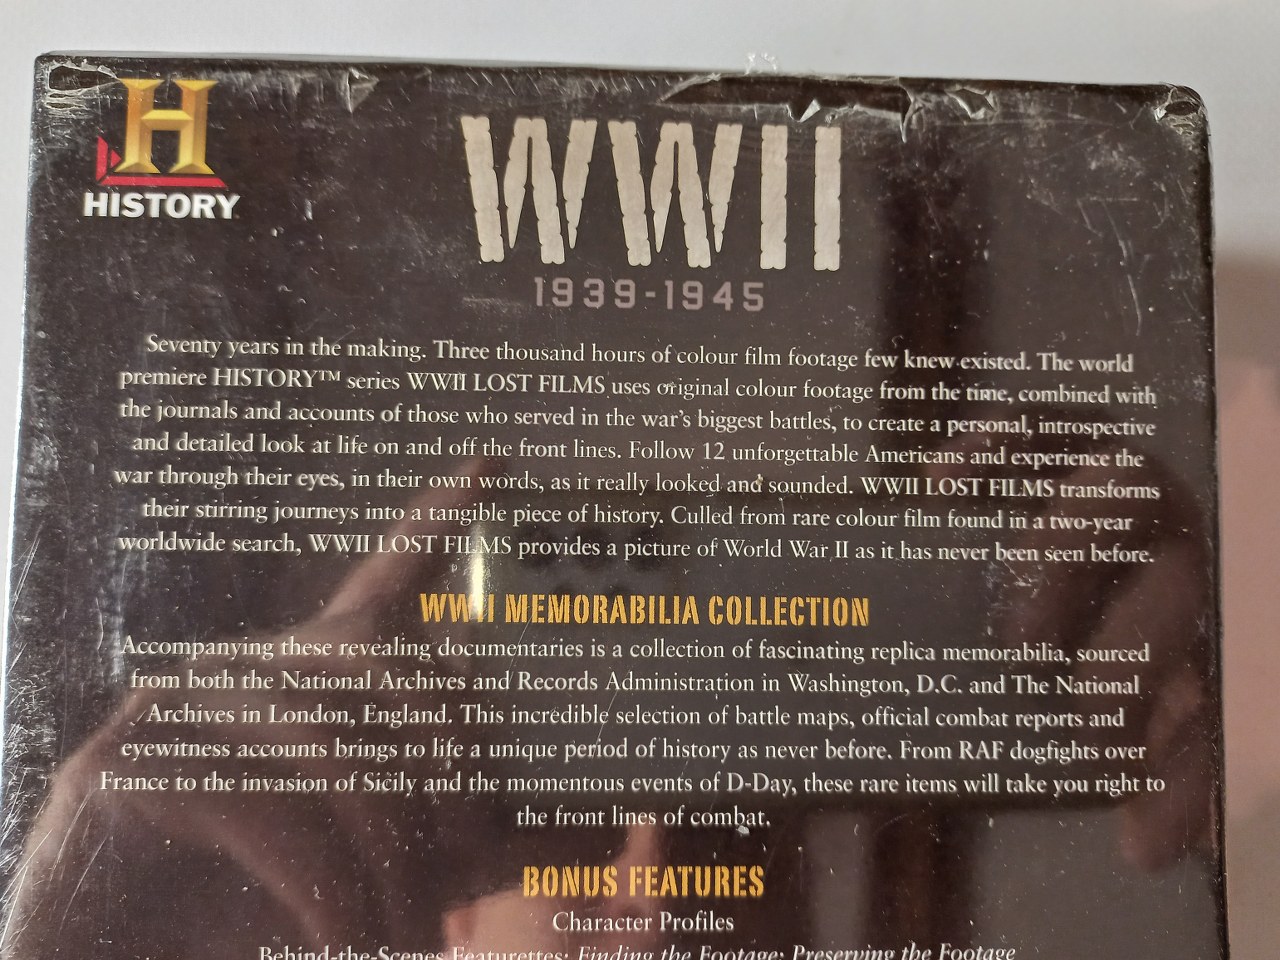 HISTORY
WWII
1939-1945
Seventy years in the making. Three thousand hours of colour film footage few knew existed. The world
premiere HISTORY™ series WWII LOST FILMS uses original colour footage from the time, combined with
the journals and accounts of those who served in the war's biggest battles, to create a personal, introspective
and detailed look at life on and off the front lines. Follow 12 unforgettable Americans and experience the
war through their eyes, in their own words, as it really looked and sounded. WWII LOST FILMS transforms
their stirring journeys into a tangible piece of history. Culled from rare colour film found in a two-year
worldwide search, WWII LOST FILMS provides a picture of World War II as it has never been seen before.
WWII MEMORABILIA COLLECTION
Accompanying these revealing documentaries is a collection of fascinating replica memorabilia, sourced
from both the National Archives and Records Administration in Washington, D.C. and The National
Archives in London, England. This incredible selection of battle maps, official combat reports and
eyewitness accounts brings to life a unique period of history as never before. From RAF dogfights over
France to the invasion of Sicily and the momentous events of D-Day, these rare items will take you right to
the front lines of combat.
BONUS FEATURES
Character Profiles
Behind-the-Scenes Featurettes: Finding the Footage; Preserving the Footage